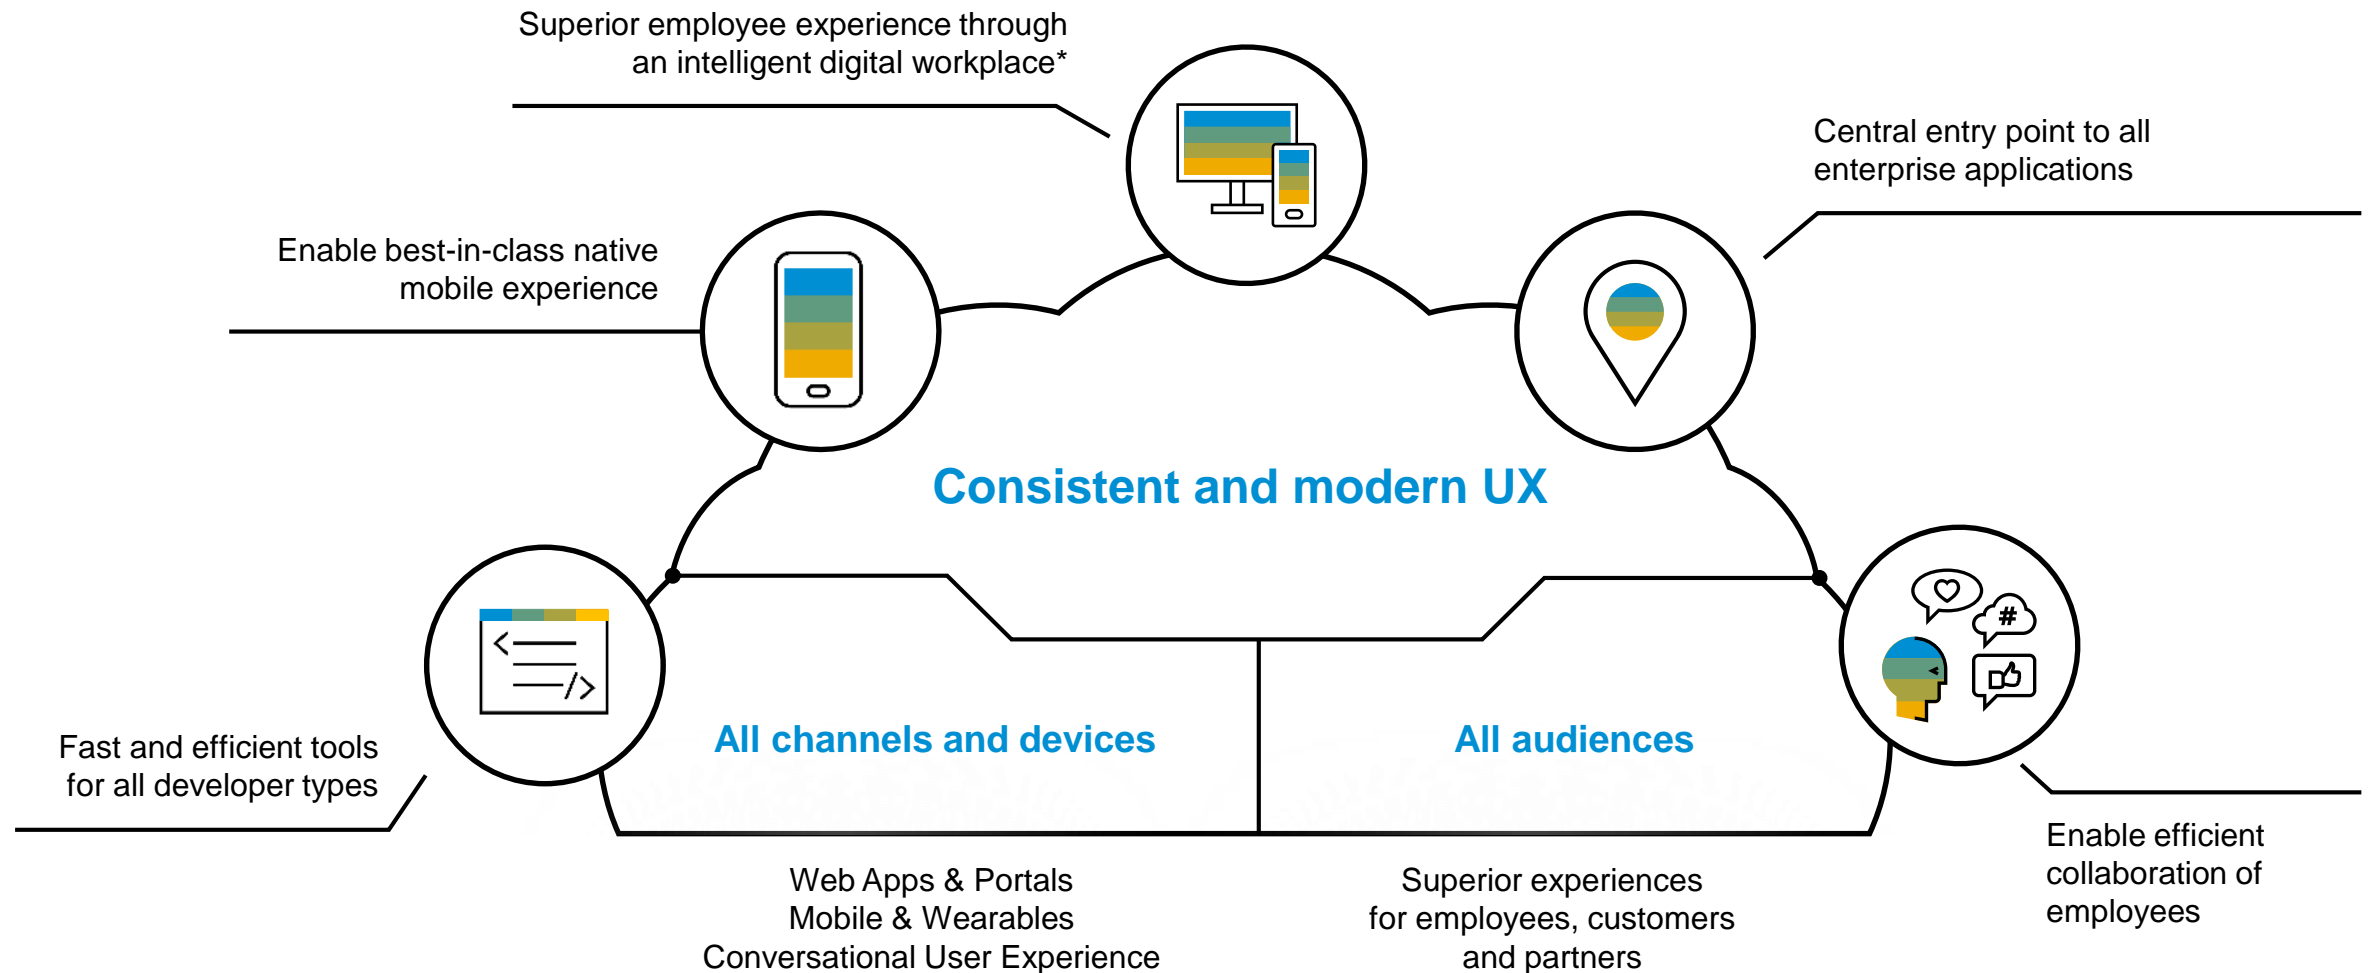 Superior employee experience through
an intelligent digital workplace*
Central entry point to all
enterprise applications
Enable best-in-class native
mobile experience
Consistent and modern UX
#
< />
All channels and devices
All audiences
Fast and efficient tools
for all developer types
Enable efficient
collaboration of
employees
Web Apps & Portals
Mobile & Wearables
Conversational User Experience
Superior experiences
for employees, customers
and partners